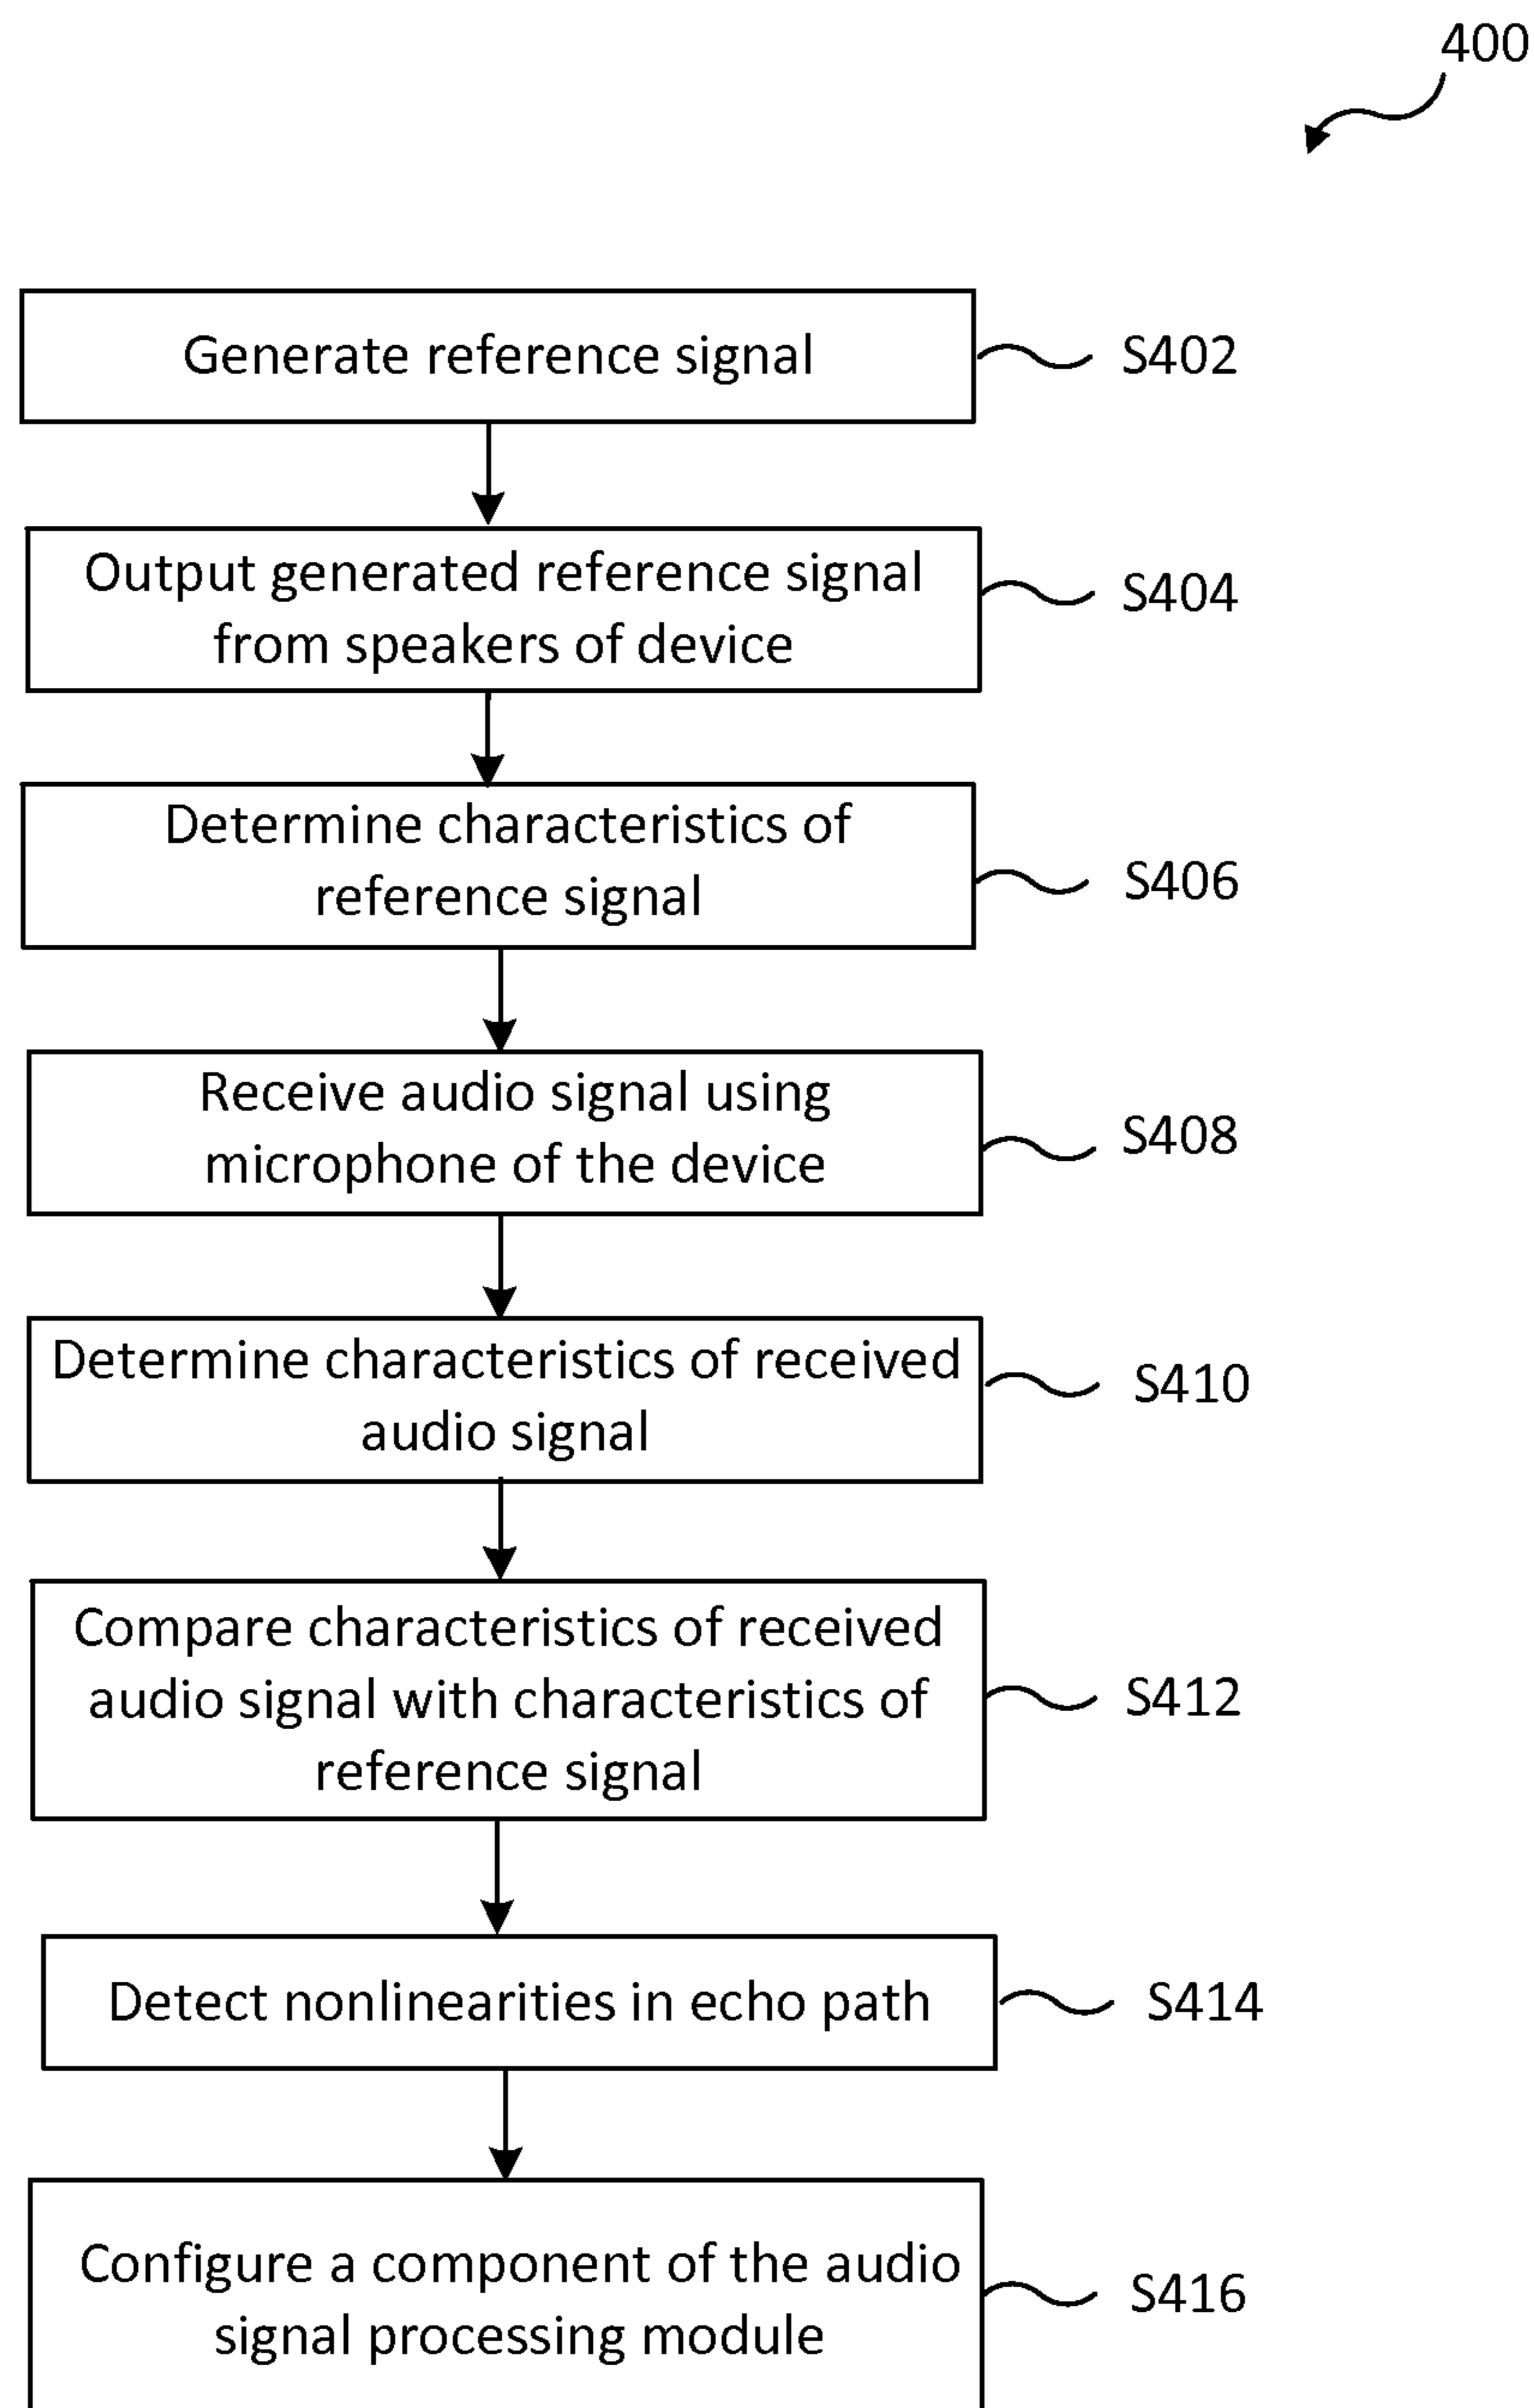 400
Generate reference signal
S402
Output generated reference signal
from speakers of device
S404
Determine characteristics of
reference signal
S406
Receive audio signal using
microphone of the device
S408
Determine characteristics of received
audio signal
S410
Compare characteristics of received
audio signal with characteristics of
reference signal
S412
Detect nonlinearities in echo path
S414
Configure a component of the audio
signal processing module
S416